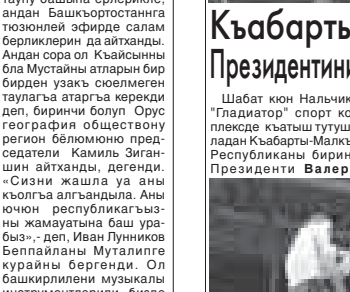 таулу башына ёрлериклe,
андан Башкъортостаннга
тюзюнлей эфирде салам
берликлерин да айтханды.
Андан сора ол Къайсынны
бла Мустайны атларын бир
бирден узакъ сюелмеген
таулагъа атаргъа керекди
деп, биринчи болуп Орус
география обществону
регион бёлюмюню пред-
седатели Камиль Зиган-
шин айтханды, дегенди.
«Сизни жашла уа аны
къолгъа алгъандыла. Аны
ючюн республикагъыз-
ны жамауатына баш ура-
быз»,- деп, Иван Лунников
Беппайланы Муталипге
курайны бергенди. Ол
башкирлилени музыкалы
Къабарты
Президентини
Шабат кюн Нальчик
"Гладиатор" спорт ко
плексде къатыш тутуш
ладан Къабарты-Малкъ
Республиканы бирин
Президенти Валер